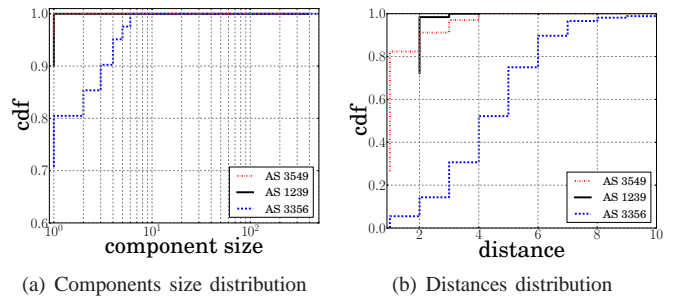 1.0
0.9
0.8
0.7
0.6
cdf
10^0
10^1
10^2
component size
AS 3549
AS 1239
AS 3356
(a) Components size distribution
1.0
0.8
0.6
0.4
0.2
0.0
cdf
2
4
6
8
10
distance
AS 3549
AS 1239
AS 3356
(b) Distances distribution